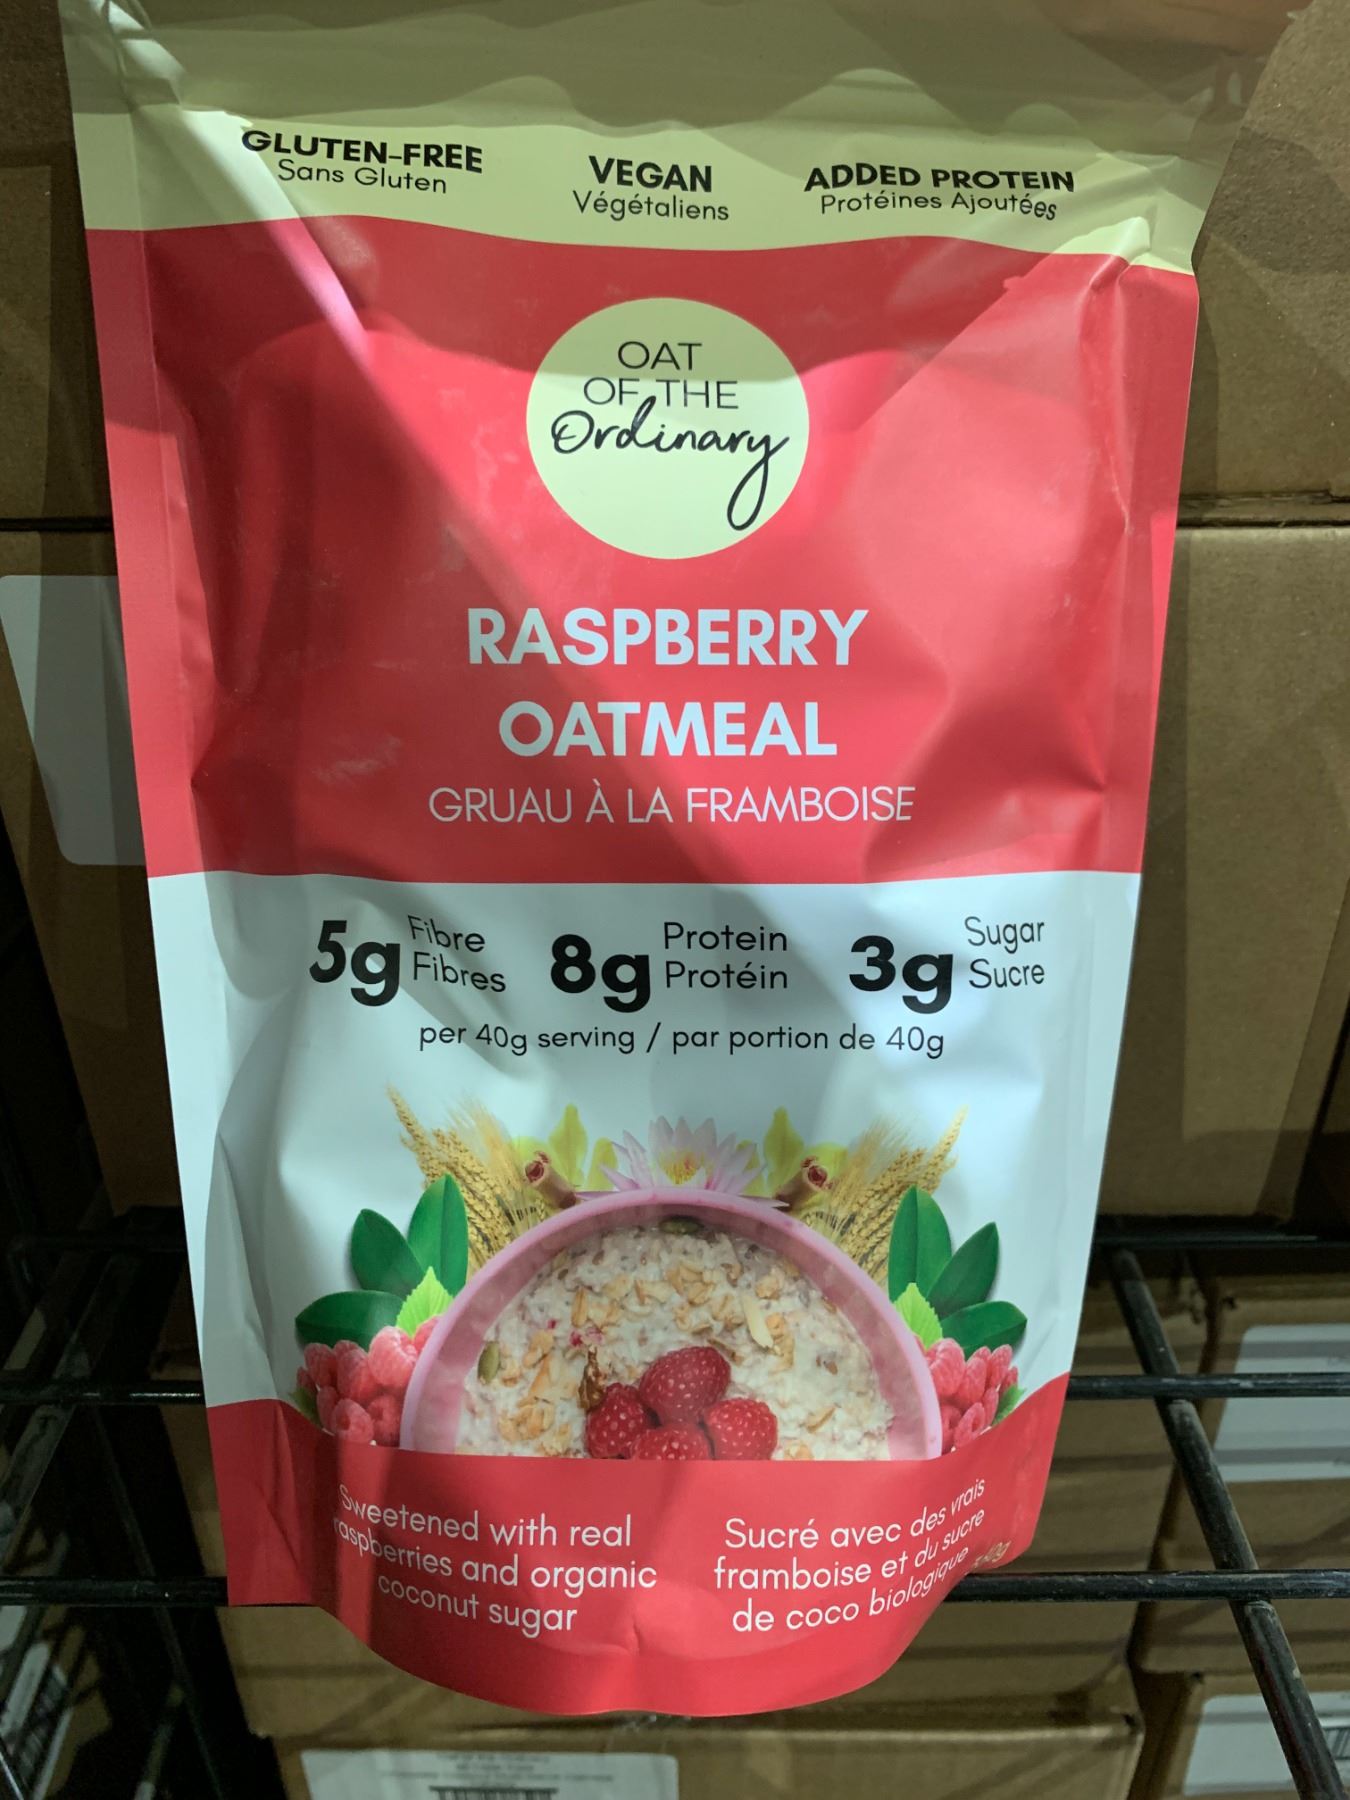 GLUTEN-FREE
Sans Gluten
VEGAN
Végétaliens
ADDED PROTEIN
Protéines Ajoutées
OAT
OF THE
Ordinary
RASPBERRY
OATMEAL
GRUAU À LA FRAMBOISE
5g Fibre
Fibres
8g Protein
Protéin
3g Sugar
Sucre
per 40g serving / par portion de 40g
Sweetened with real
raspberries and organic
coconut sugar
Sucré avec des vrais
framboise et du sucre
de coco biologique